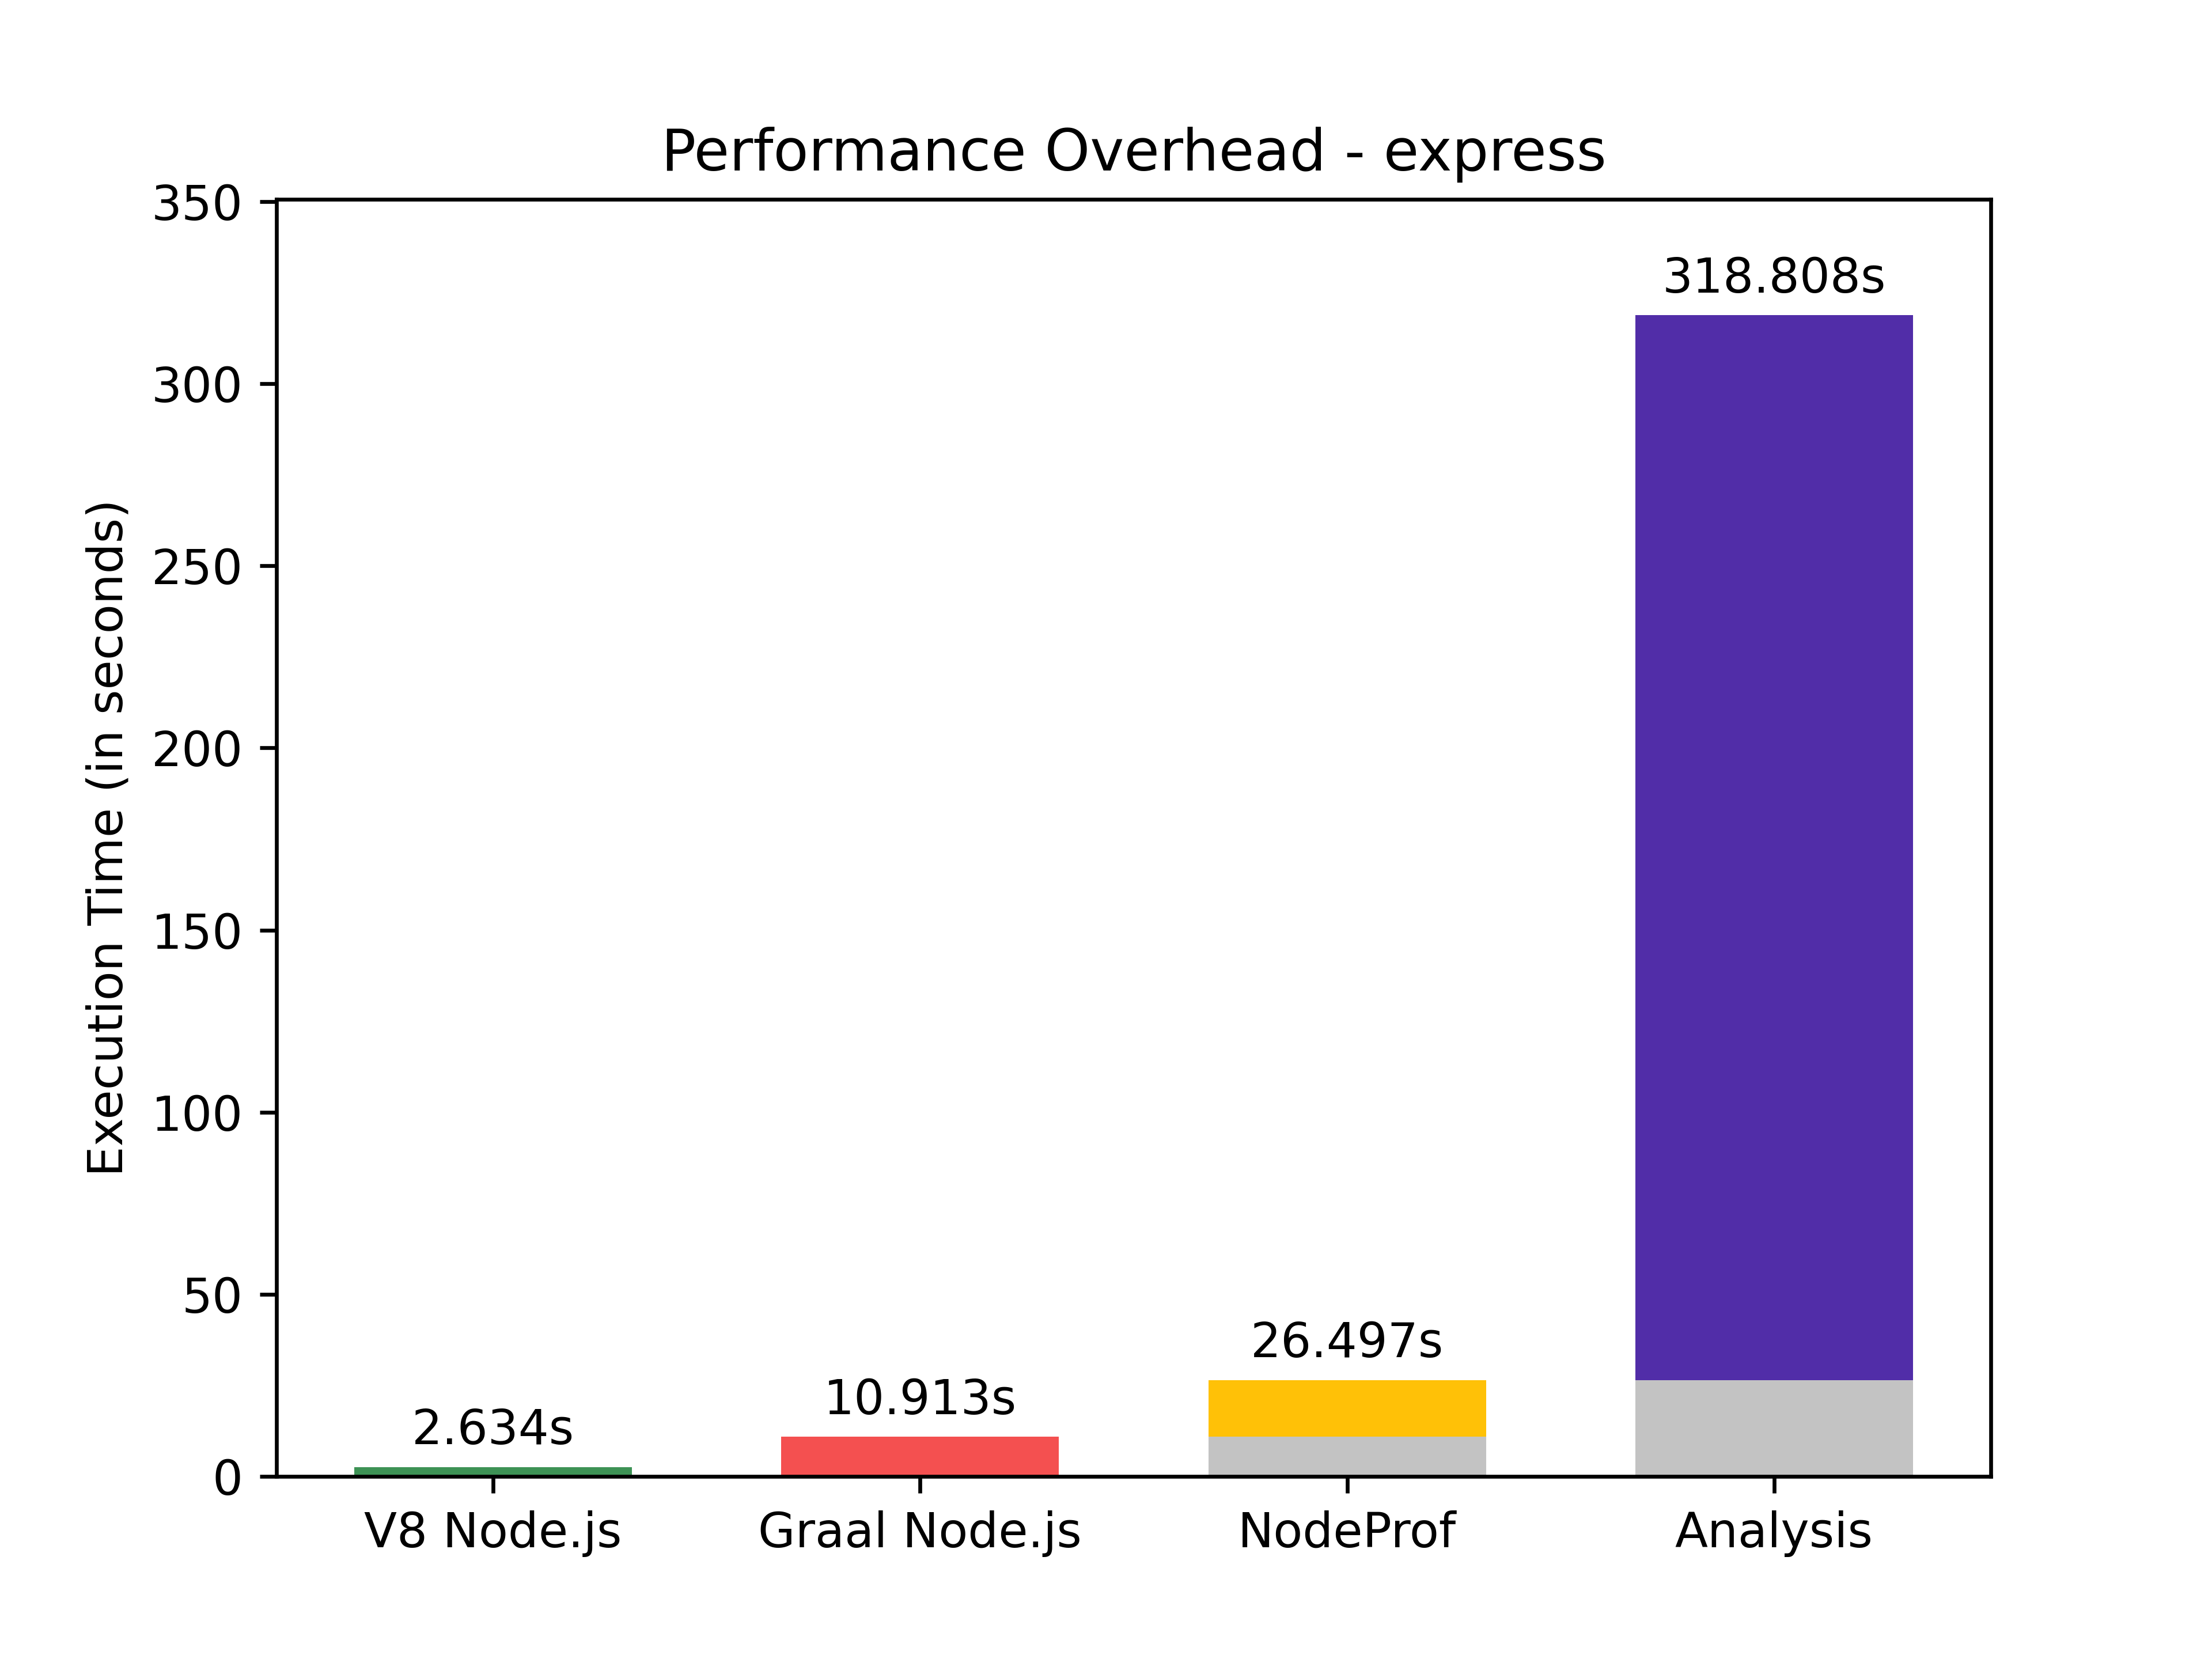 Performance Overhead - express
350
300
250
200
150
100
50
0
Execution Time (in seconds)
2.634s
10.913s
26.497s
318.808s
V8 Node.js
Graal Node.js
NodeProf
Analysis